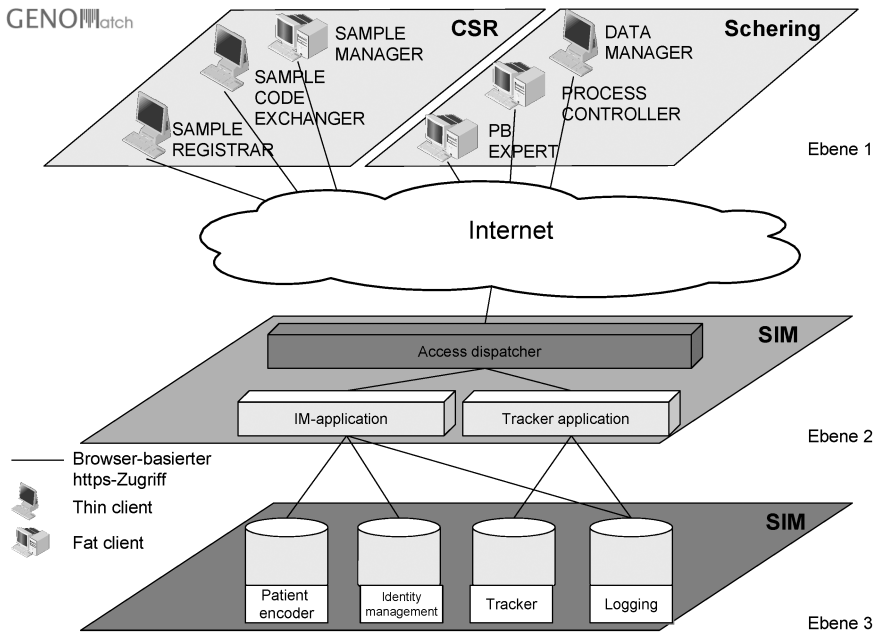 GENOMatch
CSR
SAMPLE
MANAGER
SAMPLE
CODE
EXCHANGER
SAMPLE
REGISTRAR
Schering
DATA
MANAGER
PROCESS
CONTROLLER
PB
EXPERT
Ebene 1
Internet
SIM
Access dispatcher
IM-application
Tracker application
Ebene 2
Browser-basierter
https-Zugriff
Thin client
Fat client
SIM
Patient
encoder
Identity
management
Tracker
Logging
Ebene 3